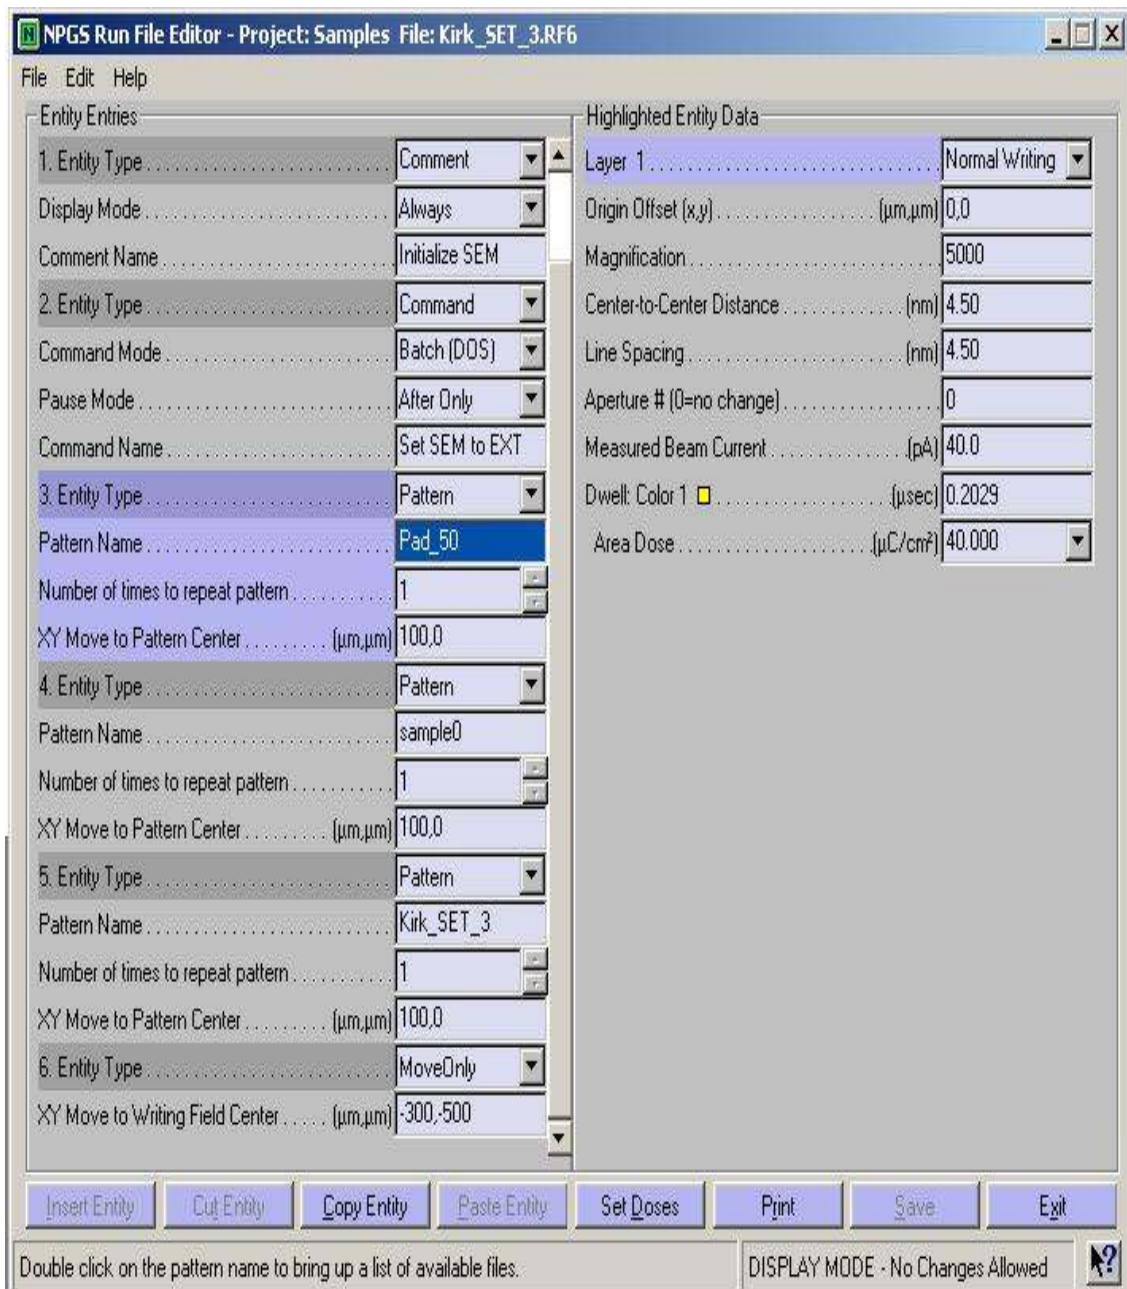 NPGS Run File Editor - Project: Samples File: Kirk_SET_3.RF6
File Edit Help
Entity Entries
1. Entity Type Comment
Display Mode Always
Comment Name Initialize SEM
2. Entity Type Command
Command Mode Batch (DOS)
Pause Mode After Only
Command Name Set SEM to EXT
3. Entity Type Pattern
Pattern Name Pad_50
Number of times to repeat pattern 1
XY Move to Pattern Center (µm,µm) 100,0
4. Entity Type Pattern
Pattern Name sample0
Number of times to repeat pattern 1
XY Move to Pattern Center (µm,µm) 100,0
5. Entity Type Pattern
Pattern Name Kirk_SET_3
Number of times to repeat pattern 1
XY Move to Pattern Center (µm,µm) 100,0
6. Entity Type MoveOnly
XY Move to Writing Field Center (µm,µm) -300,-500
Highlighted Entity Data
Layer 1 Normal Writing
Origin Offset (x,y) (µm,µm) 0,0
Magnification 5000
Center-to-Center Distance (nm) 4.50
Line Spacing (nm) 4.50
Aperture # (0=no change) 0
Measured Beam Current (pA) 40.0
Dwell: Color 1 (µsec) 0.2029
Area Dose (µC/cm²) 40.000
Insert Entity Cut Entity Copy Entity Paste Entity Set Doses Print Save Exit
Double click on the pattern name to bring up a list of available files. DISPLAY MODE - No Changes Allowed